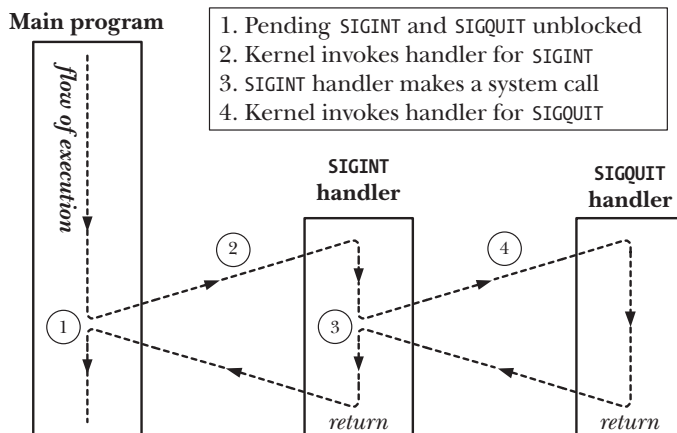 Main program
1. Pending SIGINT and SIGQUIT unblocked
2. Kernel invokes handler for SIGINT
3. SIGINT handler makes a system call
4. Kernel invokes handler for SIGQUIT
flow of execution
SIGINT
handler
SIGQUIT
handler
2
4
1
3
return
return